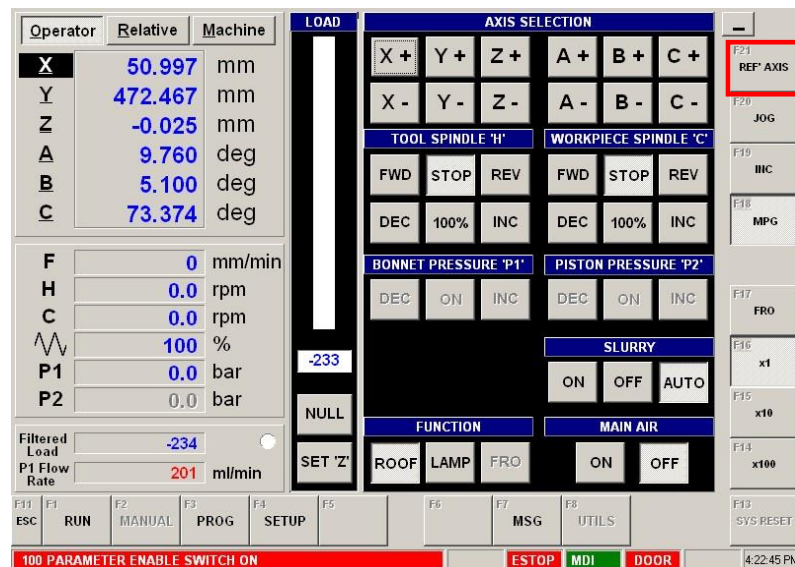 Operator Relative Machine
X 50.997 mm
Y 472.467 mm
Z -0.025 mm
A 9.760 deg
B 5.100 deg
C 73.374 deg
F 0 mm/min
H 0.0 rpm
C 0.0 rpm
100 %
P1 0.0 bar
P2 0.0 bar
Filtered
Load -234
P1 Flow
Rate 201 ml/min
LOAD
-233
NULL
SET 'Z'
AXIS SELECTION
X + Y + Z + A + B + C +
X - Y - Z - A - B - C -
TOOL SPINDLE 'H' WORKPIECE SPINDLE 'C'
FWD STOP REV FWD STOP REV
DEC 100% INC DEC 100% INC
BONNET PRESSURE 'P1' PISTON PRESSURE 'P2'
DEC ON INC DEC ON INC
SLURRY
ON OFF AUTO
FUNCTION MAIN AIR
ROOF LAMP FRO ON OFF
F21
REF' AXIS
F20
JOG
F19
INC
F18
MPG
F17
FRO
F16
x1
F15
x10
F14
x100
F13
SYS RESET
F11 F1 F2 F3 F4 F5 F6 F7 F8
ESC RUN MANUAL PROG SETUP MSG UTILS
100 PARAMETER ENABLE SWITCH ON ESTOP MDI DOOR 4:22:45